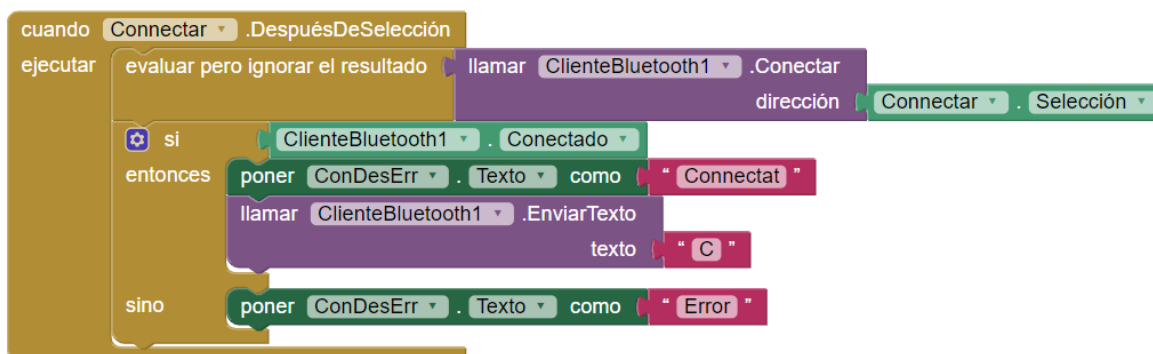 cuando Connectar .DespuésDeSelección
ejecutar evaluar pero ignorar el resultado llamar ClienteBluetooth1 .Conectar
dirección Connectar . Selección
si ClienteBluetooth1 . Conectado
entonces poner ConDesErr . Texto como “ Connectat ”
llamar ClienteBluetooth1 .EnviarTexto
texto “ C ”
sino poner ConDesErr . Texto como “ Error ”